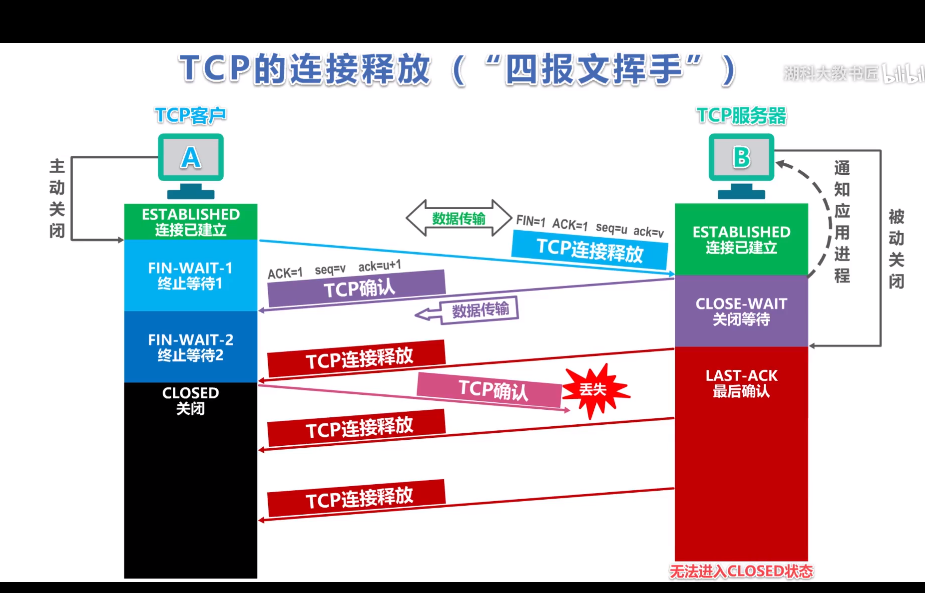 TCP的连接释放（“四报文挥手”）
湖科大教书匠 bilibili
TCP客户
TCP服务器
A
B
主动关闭
通知应用进程
被动关闭
ESTABLISHED
连接已建立
数据传输
FIN=1 ACK=1 seq=u ack=v
TCP连接释放
ESTABLISHED
连接已建立
FIN-WAIT-1
终止等待1
ACK=1 seq=v ack=u+1
TCP确认
数据传输
CLOSE-WAIT
关闭等待
FIN-WAIT-2
终止等待2
TCP连接释放
CLOSED
关闭
TCP确认
丢失
LAST-ACK
最后确认
TCP连接释放
TCP连接释放
无法进入CLOSED状态